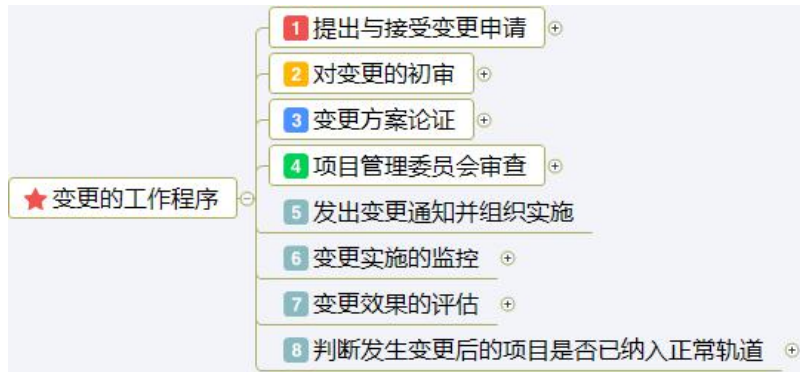 变更的工作程序
1 提出与接受变更申请
2 对变更的初审
3 变更方案论证
4 项目管理委员会审查
5 发出变更通知并组织实施
6 变更实施的监控
7 变更效果的评估
8 判断发生变更后的项目是否已纳入正常轨道